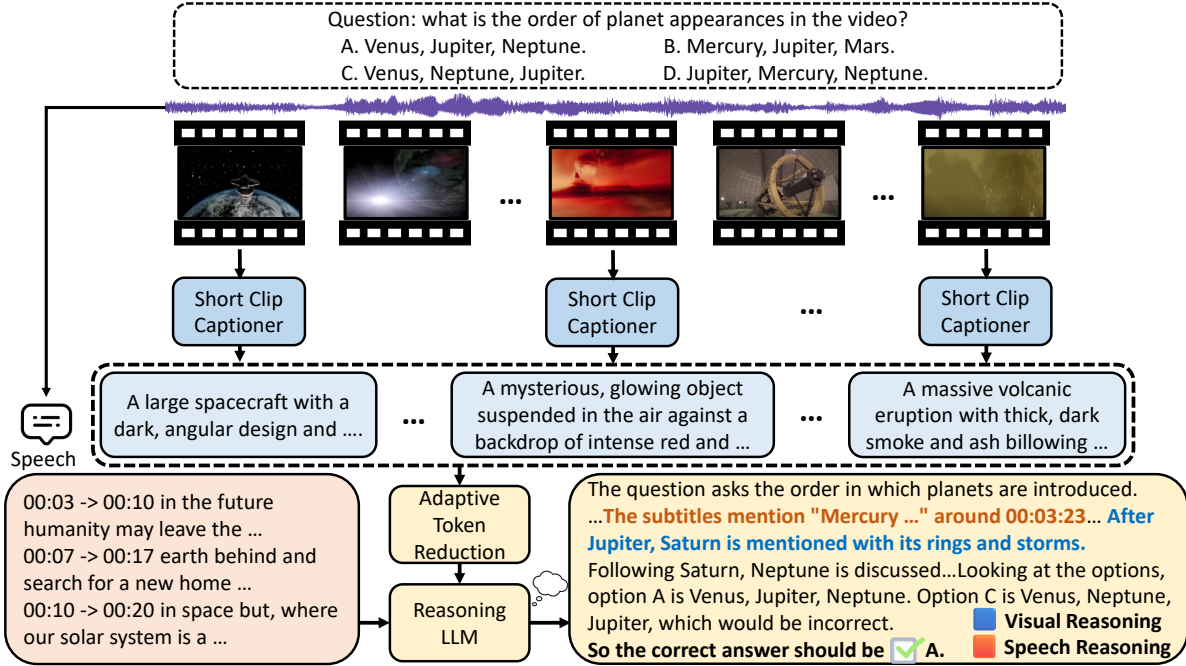 Question: what is the order of planet appearances in the video?
A. Venus, Jupiter, Neptune. B. Mercury, Jupiter, Mars.
C. Venus, Neptune, Jupiter. D. Jupiter, Mercury, Neptune.
...
...
Short Clip
Captioner
Short Clip
Captioner
...
Short Clip
Captioner
A large spacecraft with a
dark, angular design and ….
...
A mysterious, glowing object
suspended in the air against a
backdrop of intense red and …
...
A massive volcanic
eruption with thick, dark
smoke and ash billowing …
Speech
00:03 -> 00:10 in the future
humanity may leave the …
00:07 -> 00:17 earth behind and
search for a new home …
00:10 -> 00:20 in space but, where
our solar system is a …
Adaptive
Token
Reduction
Reasoning
LLM
The question asks the order in which planets are introduced.
…The subtitles mention "Mercury …" around 00:03:23… After
Jupiter, Saturn is mentioned with its rings and storms.
Following Saturn, Neptune is discussed…Looking at the options,
option A is Venus, Jupiter, Neptune. Option C is Venus, Neptune,
Jupiter, which would be incorrect.
So the correct answer should be A.
Visual Reasoning
Speech Reasoning